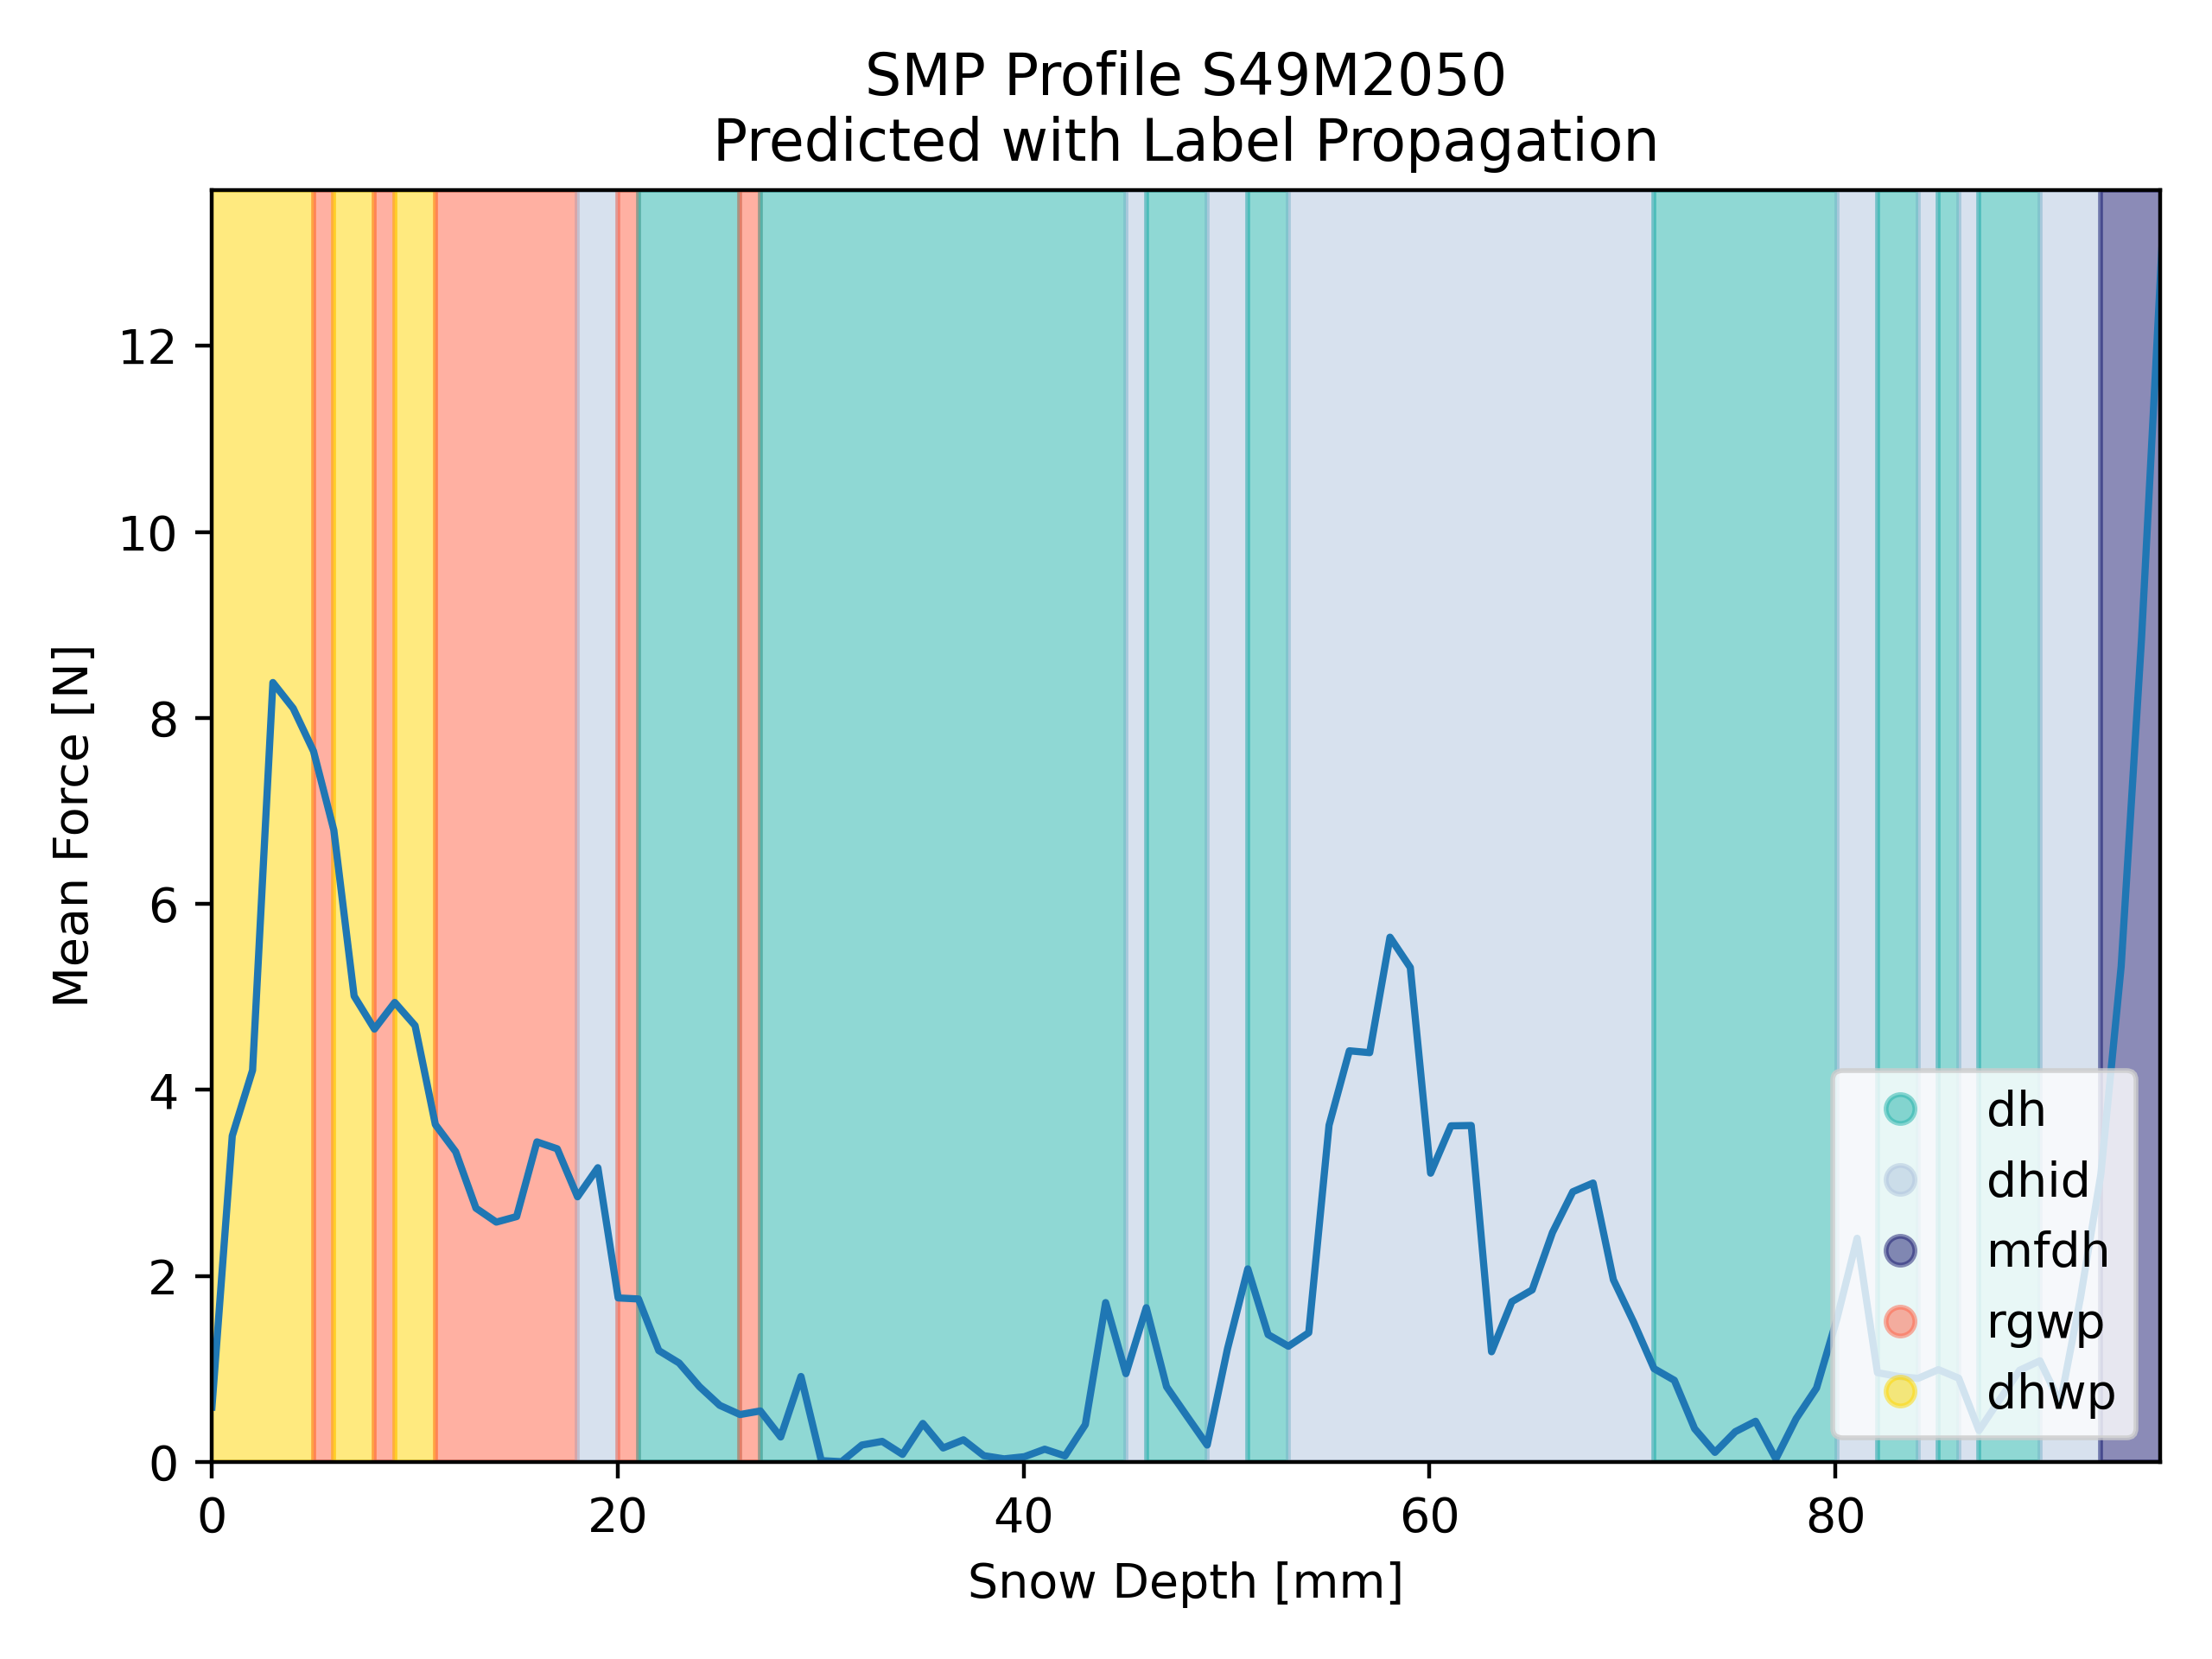 SMP Profile S49M2050
Predicted with Label Propagation
Mean Force [N]
12
10
8
6
4
2
0
0 20 40 60 80
Snow Depth [mm]
dh
dhid
mfdh
rgwp
dhwp